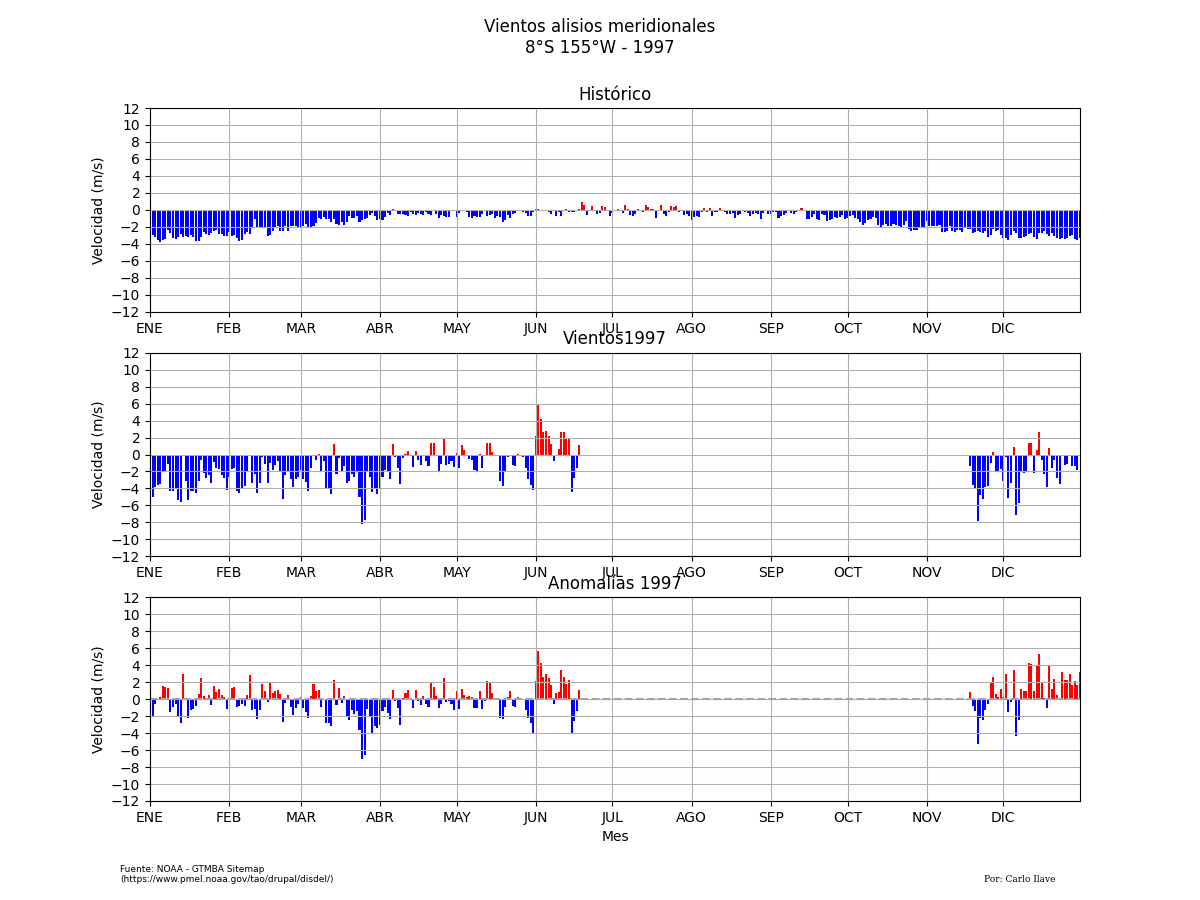 Vientos alisios meridionales
8°S 155°W - 1997
Histórico
12
10
8
6
4
2
0
−2
−4
−6
−8
−10
−12
Velocidad (m/s)
ENE FEB MAR ABR MAY JUN JUL AGO SEP OCT NOV DIC
Vientos1997
12
10
8
6
4
2
0
−2
−4
−6
−8
−10
−12
Velocidad (m/s)
ENE FEB MAR ABR MAY JUN JUL AGO SEP OCT NOV DIC
Anomalías 1997
12
10
8
6
4
2
0
−2
−4
−6
−8
−10
−12
Velocidad (m/s)
ENE FEB MAR ABR MAY JUN JUL AGO SEP OCT NOV DIC
Mes
Fuente: NOAA - GTMBA Sitemap
(https://www.pmel.noaa.gov/tao/drupal/disdel/)
Por: Carlo Ilave